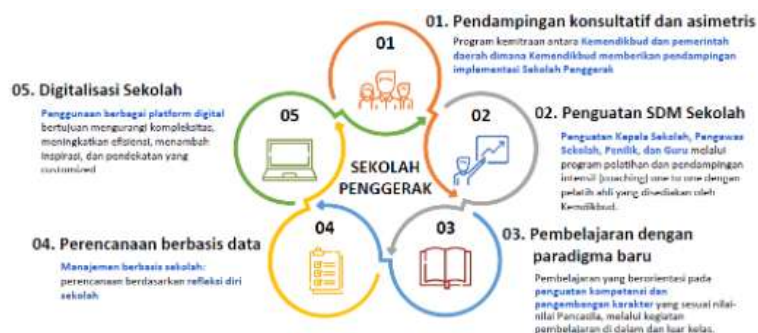 01. Pendampingan konsultatif dan asimetris
Program kemitraan antara Kemendikbud dan pemerintah
daerah dimana Kemendikbud memberikan pendampingan
implementasi Sekolah Penggerak
01
02
02. Penguatan SDM Sekolah
Penguatan Kepala Sekolah, Pengawas
Sekolah, Penilik, dan Guru melalui
program pelatihan dan pendampingan
intensif (coaching) one to one dengan
pelatih ahli yang disediakan oleh
Kemdikbud.
03
03. Pembelajaran dengan
paradigma baru
Pembelajaran yang berorientasi pada
penguatan kompetensi dan
pengembangan karakter yang sesuai nilai-
nilai Pancasila, melalui kegiatan
pembelajaran di dalam dan luar kelas.
04
04. Perencanaan berbasis data
Manajemen berbasis sekolah:
perencanaan berdasarkan refleksi diri
sekolah
05
05. Digitalisasi Sekolah
Penggunaan berbagai platform digital
bertujuan mengurangi kompleksitas,
meningkatkan efisiensi, menambah
inspirasi, dan pendekatan yang
customized
SEKOLAH
PENGGERAK